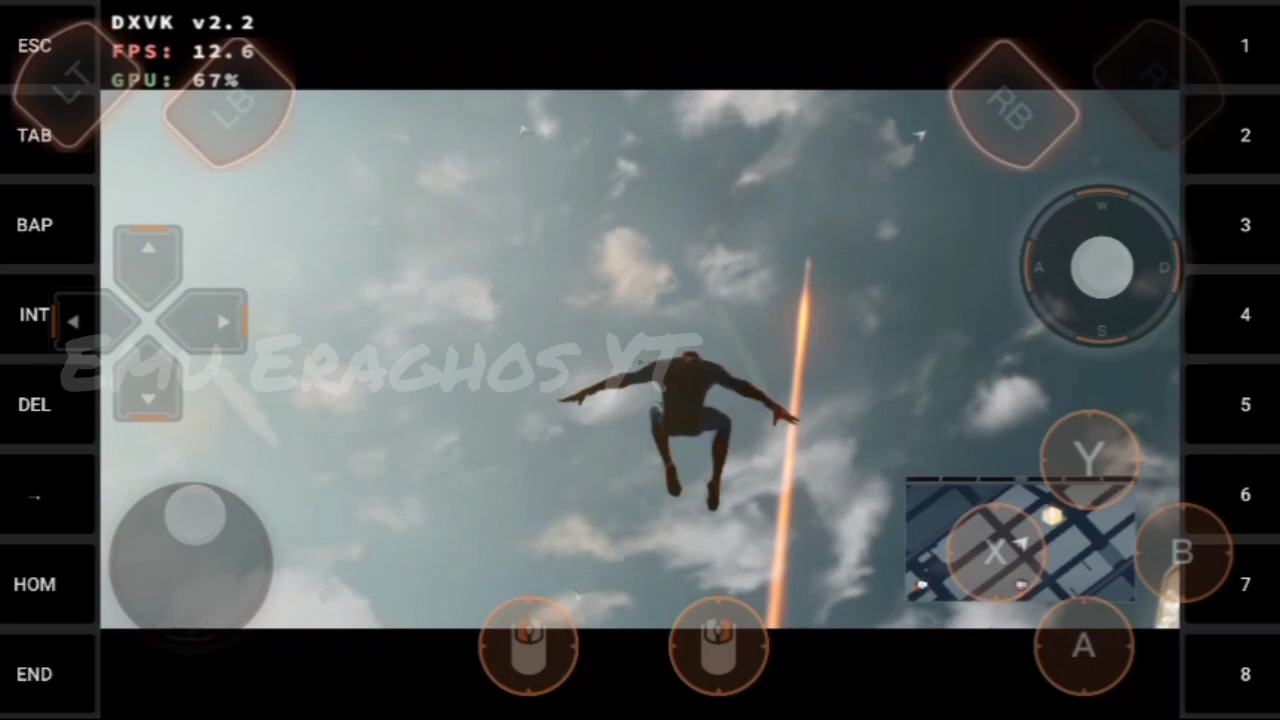 DXVK v2.2
FPS: 12.6
GPU: 67%
ESC
TAB
BAP
INT
DEL
→
HOM
END
LT
LB
RB
1
2
3
4
5
6
7
8
W
A
D
S
Emu Eraghos YT
Y
X
B
A